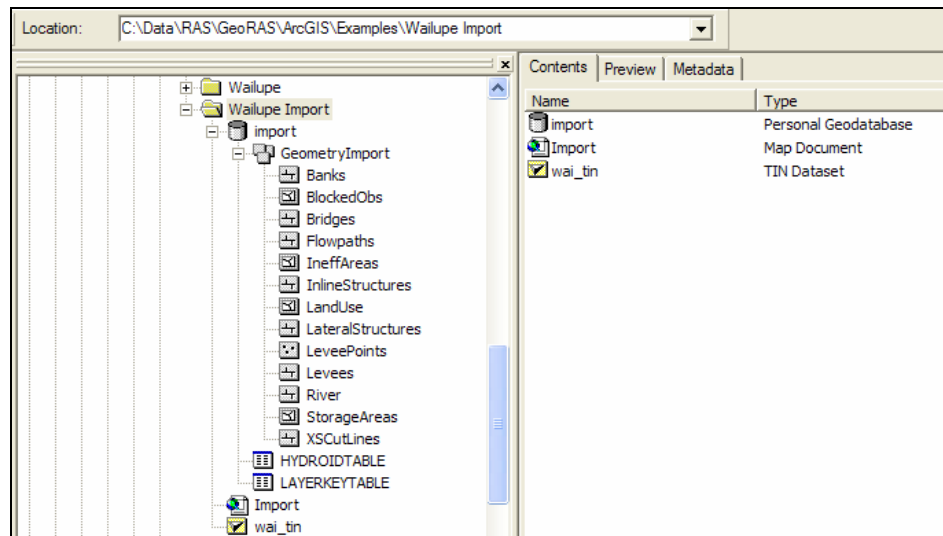 Location: C:\Data\RAS\GeoRAS\ArcGIS\Examples\Wailupe Import
Wailupe
Wailupe Import
import
GeometryImport
Banks
BlockedObs
Bridges
Flowpaths
IneffAreas
InlineStructures
LandUse
LateralStructures
LeveePoints
Levees
River
StorageAreas
XSCutLines
HYDROIDTABLE
LAYERKEYTABLE
Import
wai_tin
Contents Preview Metadata
Name Type
import Personal Geodatabase
Import Map Document
wai_tin TIN Dataset